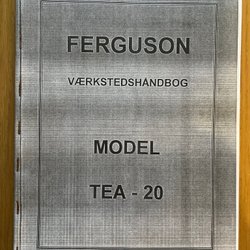 FERGUSON
VÆRKSTEDSHANDBOG
MODEL
TEA - 20